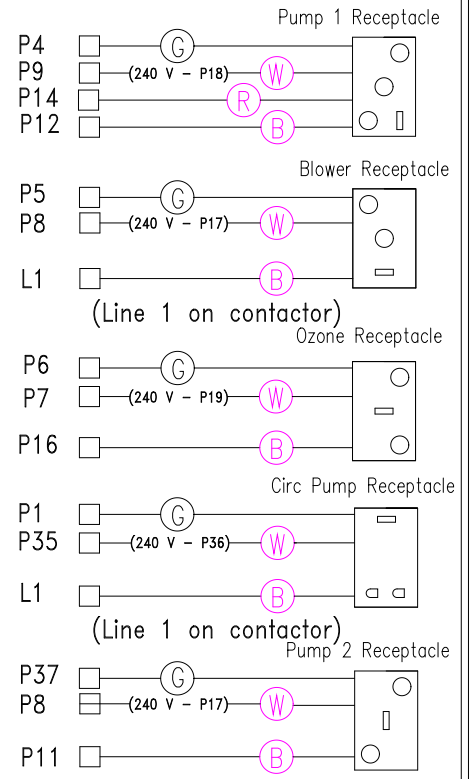 Pump 1 Receptacle
P4 G
P9 (240 V - P18) W
P14 R
P12 B
Blower Receptacle
P5 G
P8 (240 V - P17) W
L1 B
(Line 1 on contactor)
Ozone Receptacle
P6 G
P7 (240 V - P19) W
P16 B
Circ Pump Receptacle
P1 G
P35 (240 V - P36) W
L1 B
(Line 1 on contactor)
Pump 2 Receptacle
P37 G
P8 (240 V - P17) W
P11 B